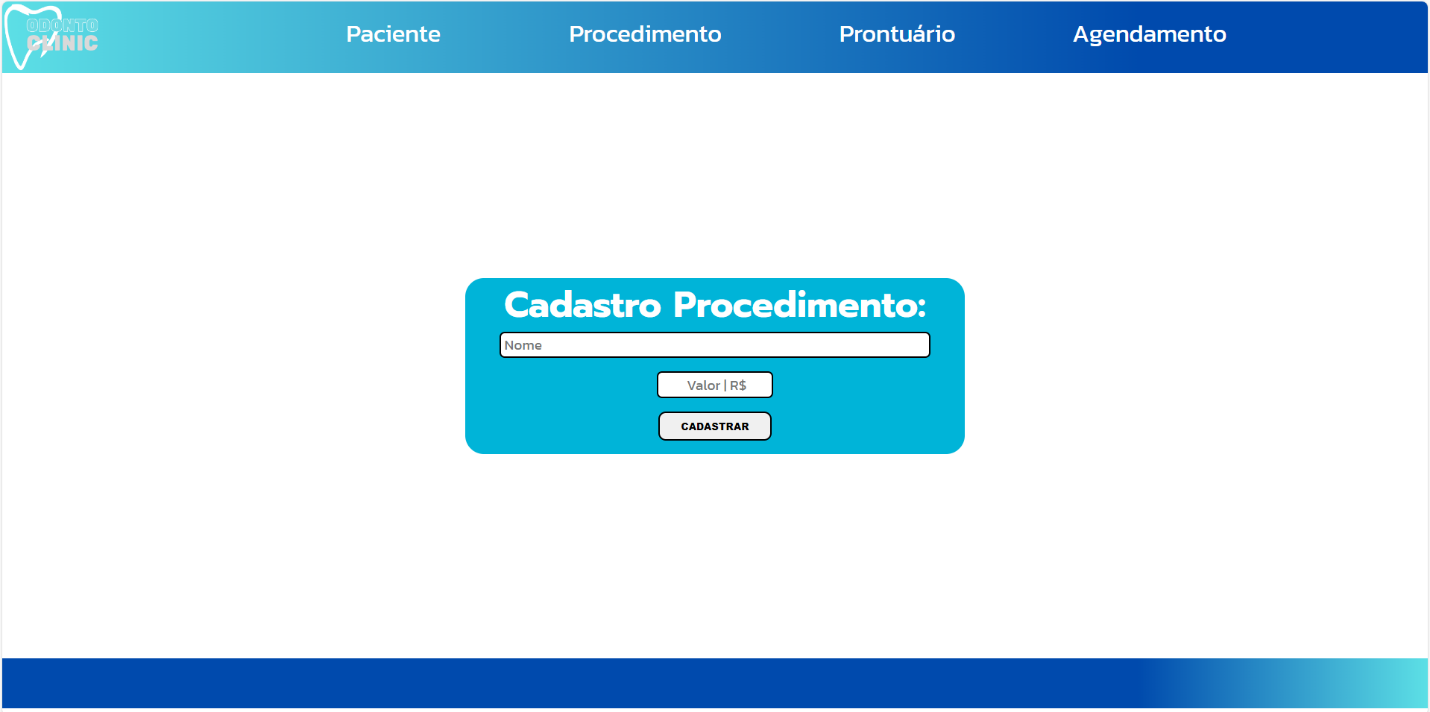 ODONTO
CLINIC
Paciente
Procedimento
Prontuário
Agendamento
Cadastro Procedimento:
Nome
Valor | R$
CADASTRAR